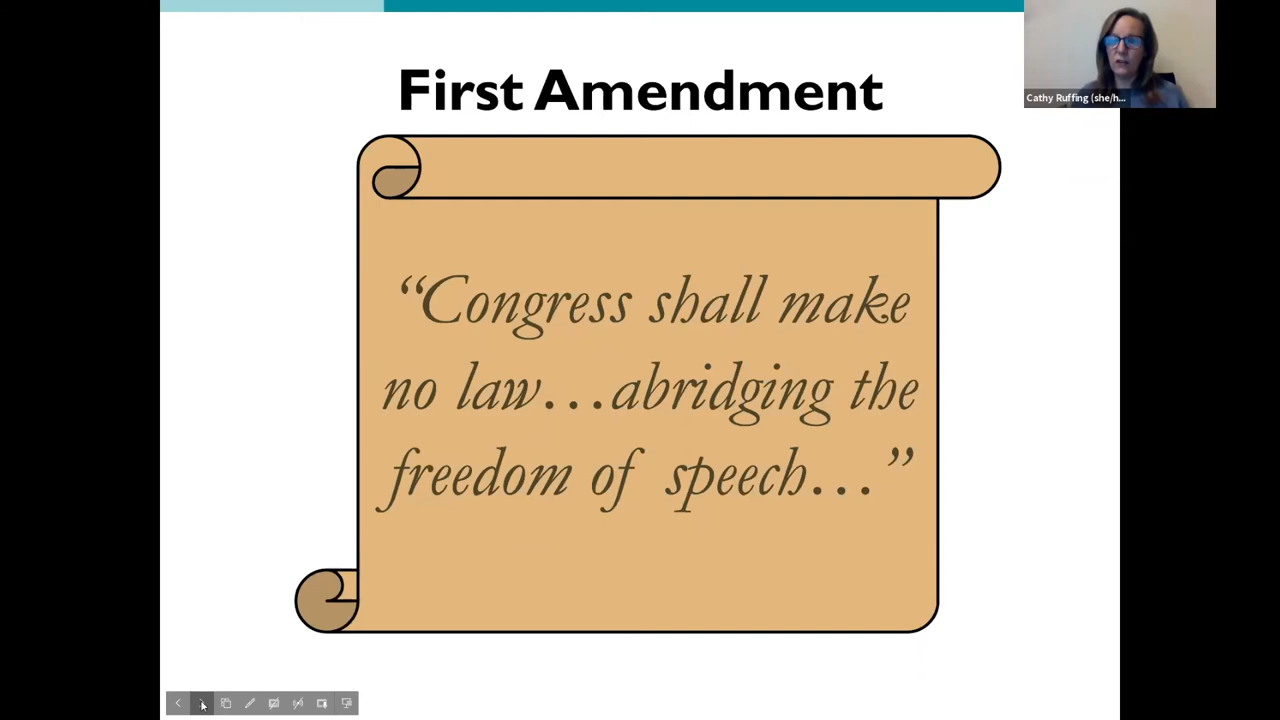 First Amendment
Cathy Ruffing (she/h...
“Congress shall make
no law...abridging the
freedom of speech...”